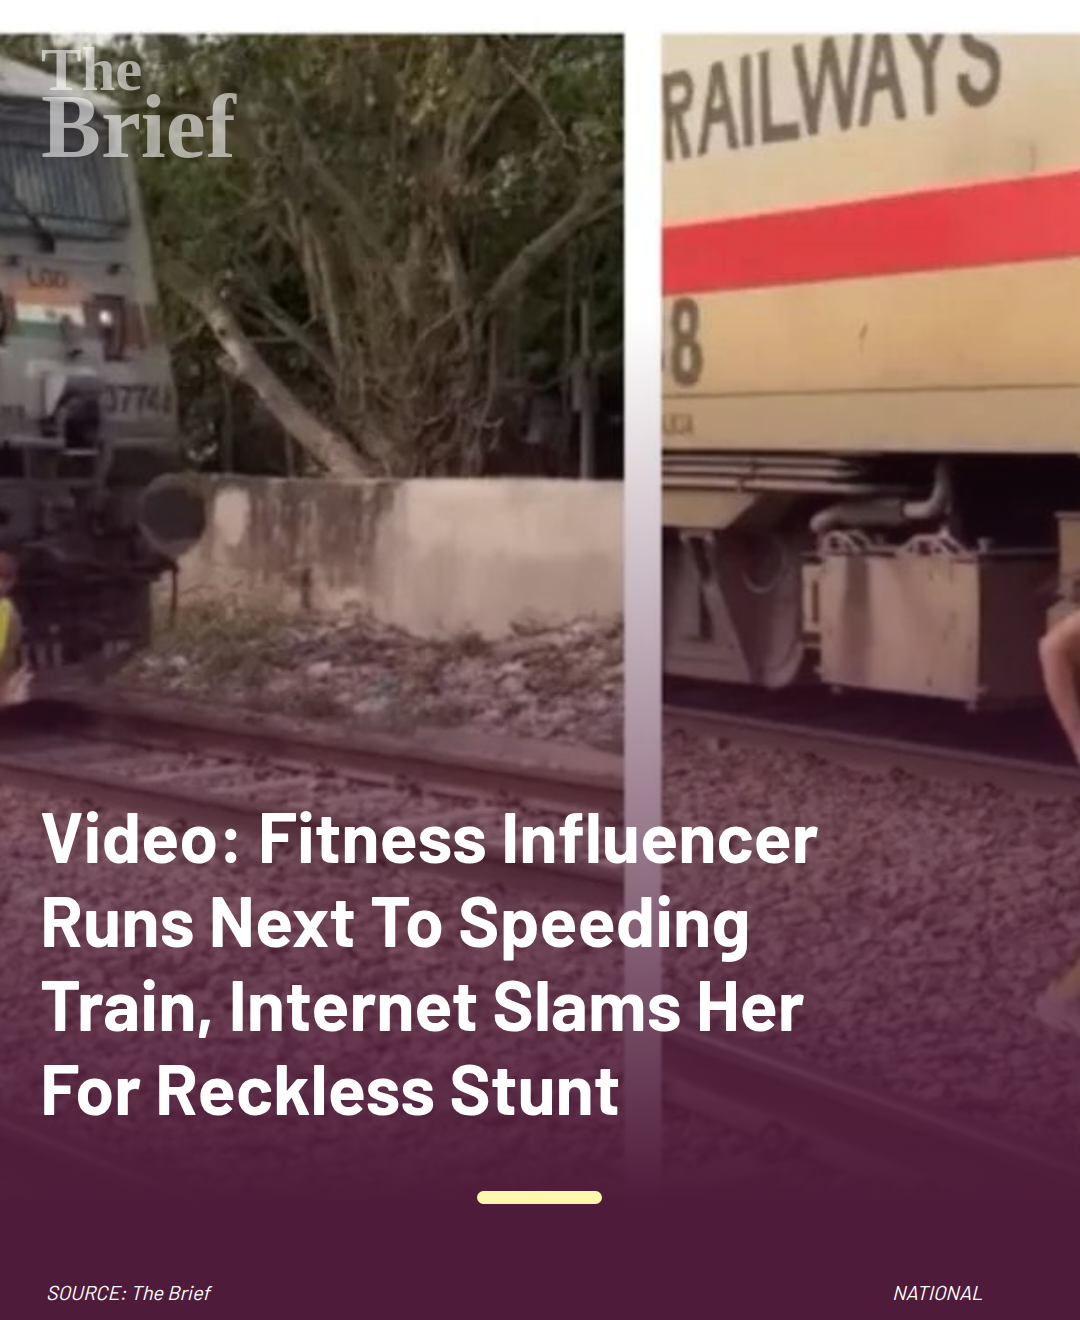 The
Brief
RAILWAYS
8
Video: Fitness Influencer
Runs Next To Speeding
Train, Internet Slams Her
For Reckless Stunt
SOURCE: The Brief
NATIONAL